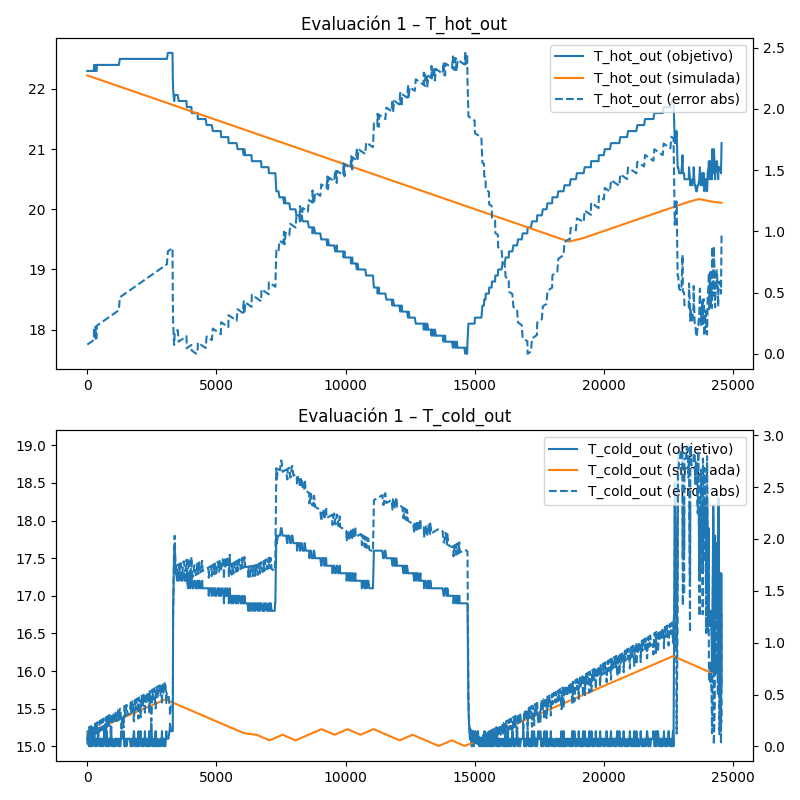 Evaluación 1 – T_hot_out
T_hot_out (objetivo)
T_hot_out (simulada)
T_hot_out (error abs)
22
21
20
19
18
2.5
2.0
1.5
1.0
0.5
0.0
0 5000 10000 15000 20000 25000
Evaluación 1 – T_cold_out
T_cold_out (objetivo)
T_cold_out (simulada)
T_cold_out (error abs)
19.0
18.5
18.0
17.5
17.0
16.5
16.0
15.5
15.0
3.0
2.5
2.0
1.5
1.0
0.5
0.0
0 5000 10000 15000 20000 25000